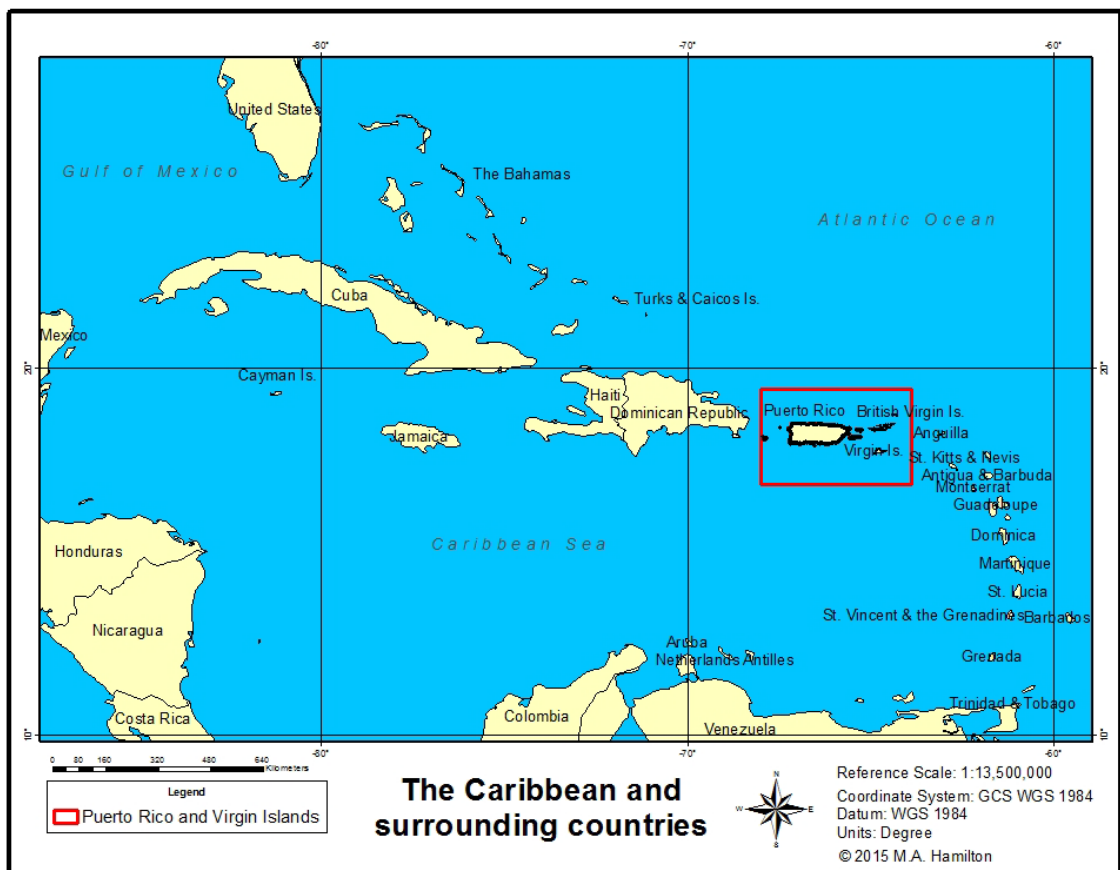 -80°
-70°
-60°
United States
Gulf of Mexico
The Bahamas
Atlantic Ocean
Cuba
Turks & Caicos Is.
Mexico
20°
20°
Cayman Is.
Haiti
Dominican Republic
Puerto Rico
British Virgin Is.
Jamaica
Anguilla
Virgin Is.
St. Kitts & Nevis
Antigua & Barbuda
Montserrat
Guadeloupe
Caribbean Sea
Honduras
Dominica
Martinique
St. Lucia
Nicaragua
St. Vincent & the Grenadines
Barbados
Aruba
Netherlands Antilles
Grenada
Trinidad & Tobago
Costa Rica
Colombia
Venezuela
10°
10°
-80°
-70°
-60°
0 80 160 320 480 640
Kilometers
Legend
Puerto Rico and Virgin Islands
The Caribbean and
surrounding countries
N
W E
S
Reference Scale: 1:13,500,000
Coordinate System: GCS WGS 1984
Datum: WGS 1984
Units: Degree
© 2015 M.A. Hamilton